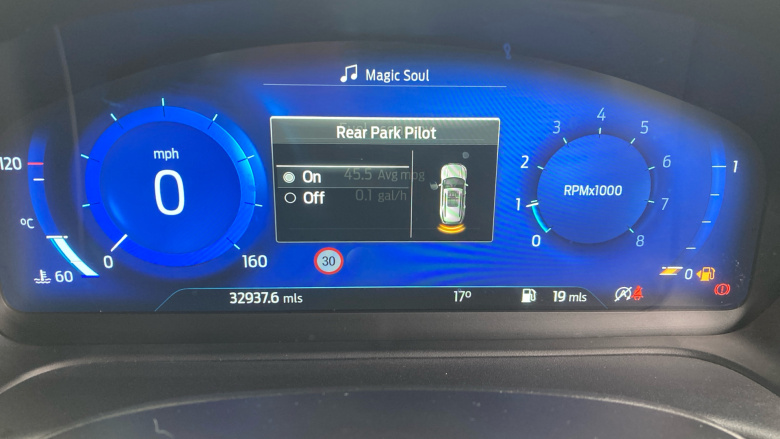 Magic Soul
Rear Park Pilot
On
Off
45.5 Avg mpg
0.1 gal/h
mph
0
0
160
120
ºC
60
30
RPMx1000
0
1
2
3
4
5
6
7
8
1
0
32937.6 mls
17º
19 mls